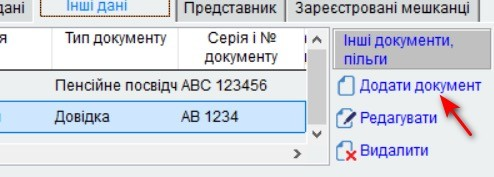 дані Інші дані Представник Зареєстровані мешканці
Тип документу Серія і № документу
Пенсійне посвідч ABC 123456
Довідка AB 1234
Інші документи,
пільги
Додати документ
Редагувати
Видалити